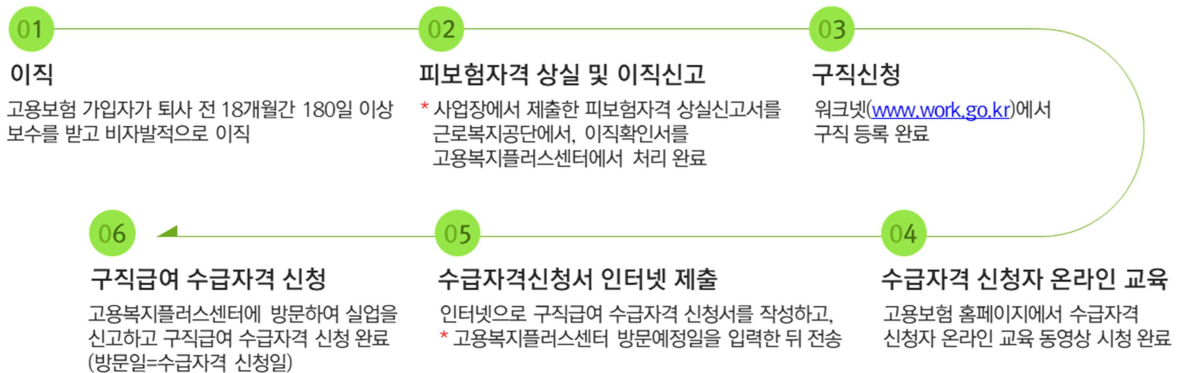 01
이직
고용보험 가입자가 퇴사 전 18개월간 180일 이상
보수를 받고 비자발적으로 이직
02
피보험자격 상실 및 이직신고
* 사업장에서 제출한 피보험자격 상실신고서를
근로복지공단에서, 이직확인서를
고용복지플러스센터에서 처리 완료
03
구직신청
워크넷(www.work.go.kr)에서
구직 등록 완료
04
수급자격 신청자 온라인 교육
고용보험 홈페이지에서 수급자격
신청자 온라인 교육 동영상 시청 완료
05
수급자격신청서 인터넷 제출
인터넷으로 구직급여 수급자격 신청서를 작성하고,
* 고용복지플러스센터 방문예정일을 입력한 뒤 전송
06
구직급여 수급자격 신청
고용복지플러스센터에 방문하여 실업을
신고하고 구직급여 수급자격 신청 완료
(방문일=수급자격 신청일)